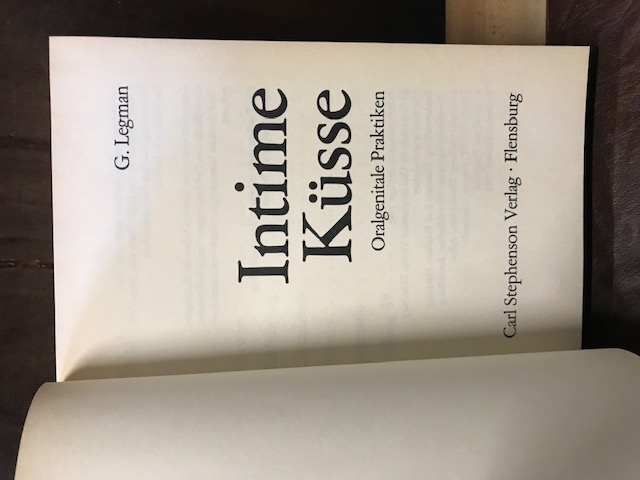 G. Legman
Intime
Küsse
Oralgenitale Praktiken
Carl Stephenson Verlag · Flensburg